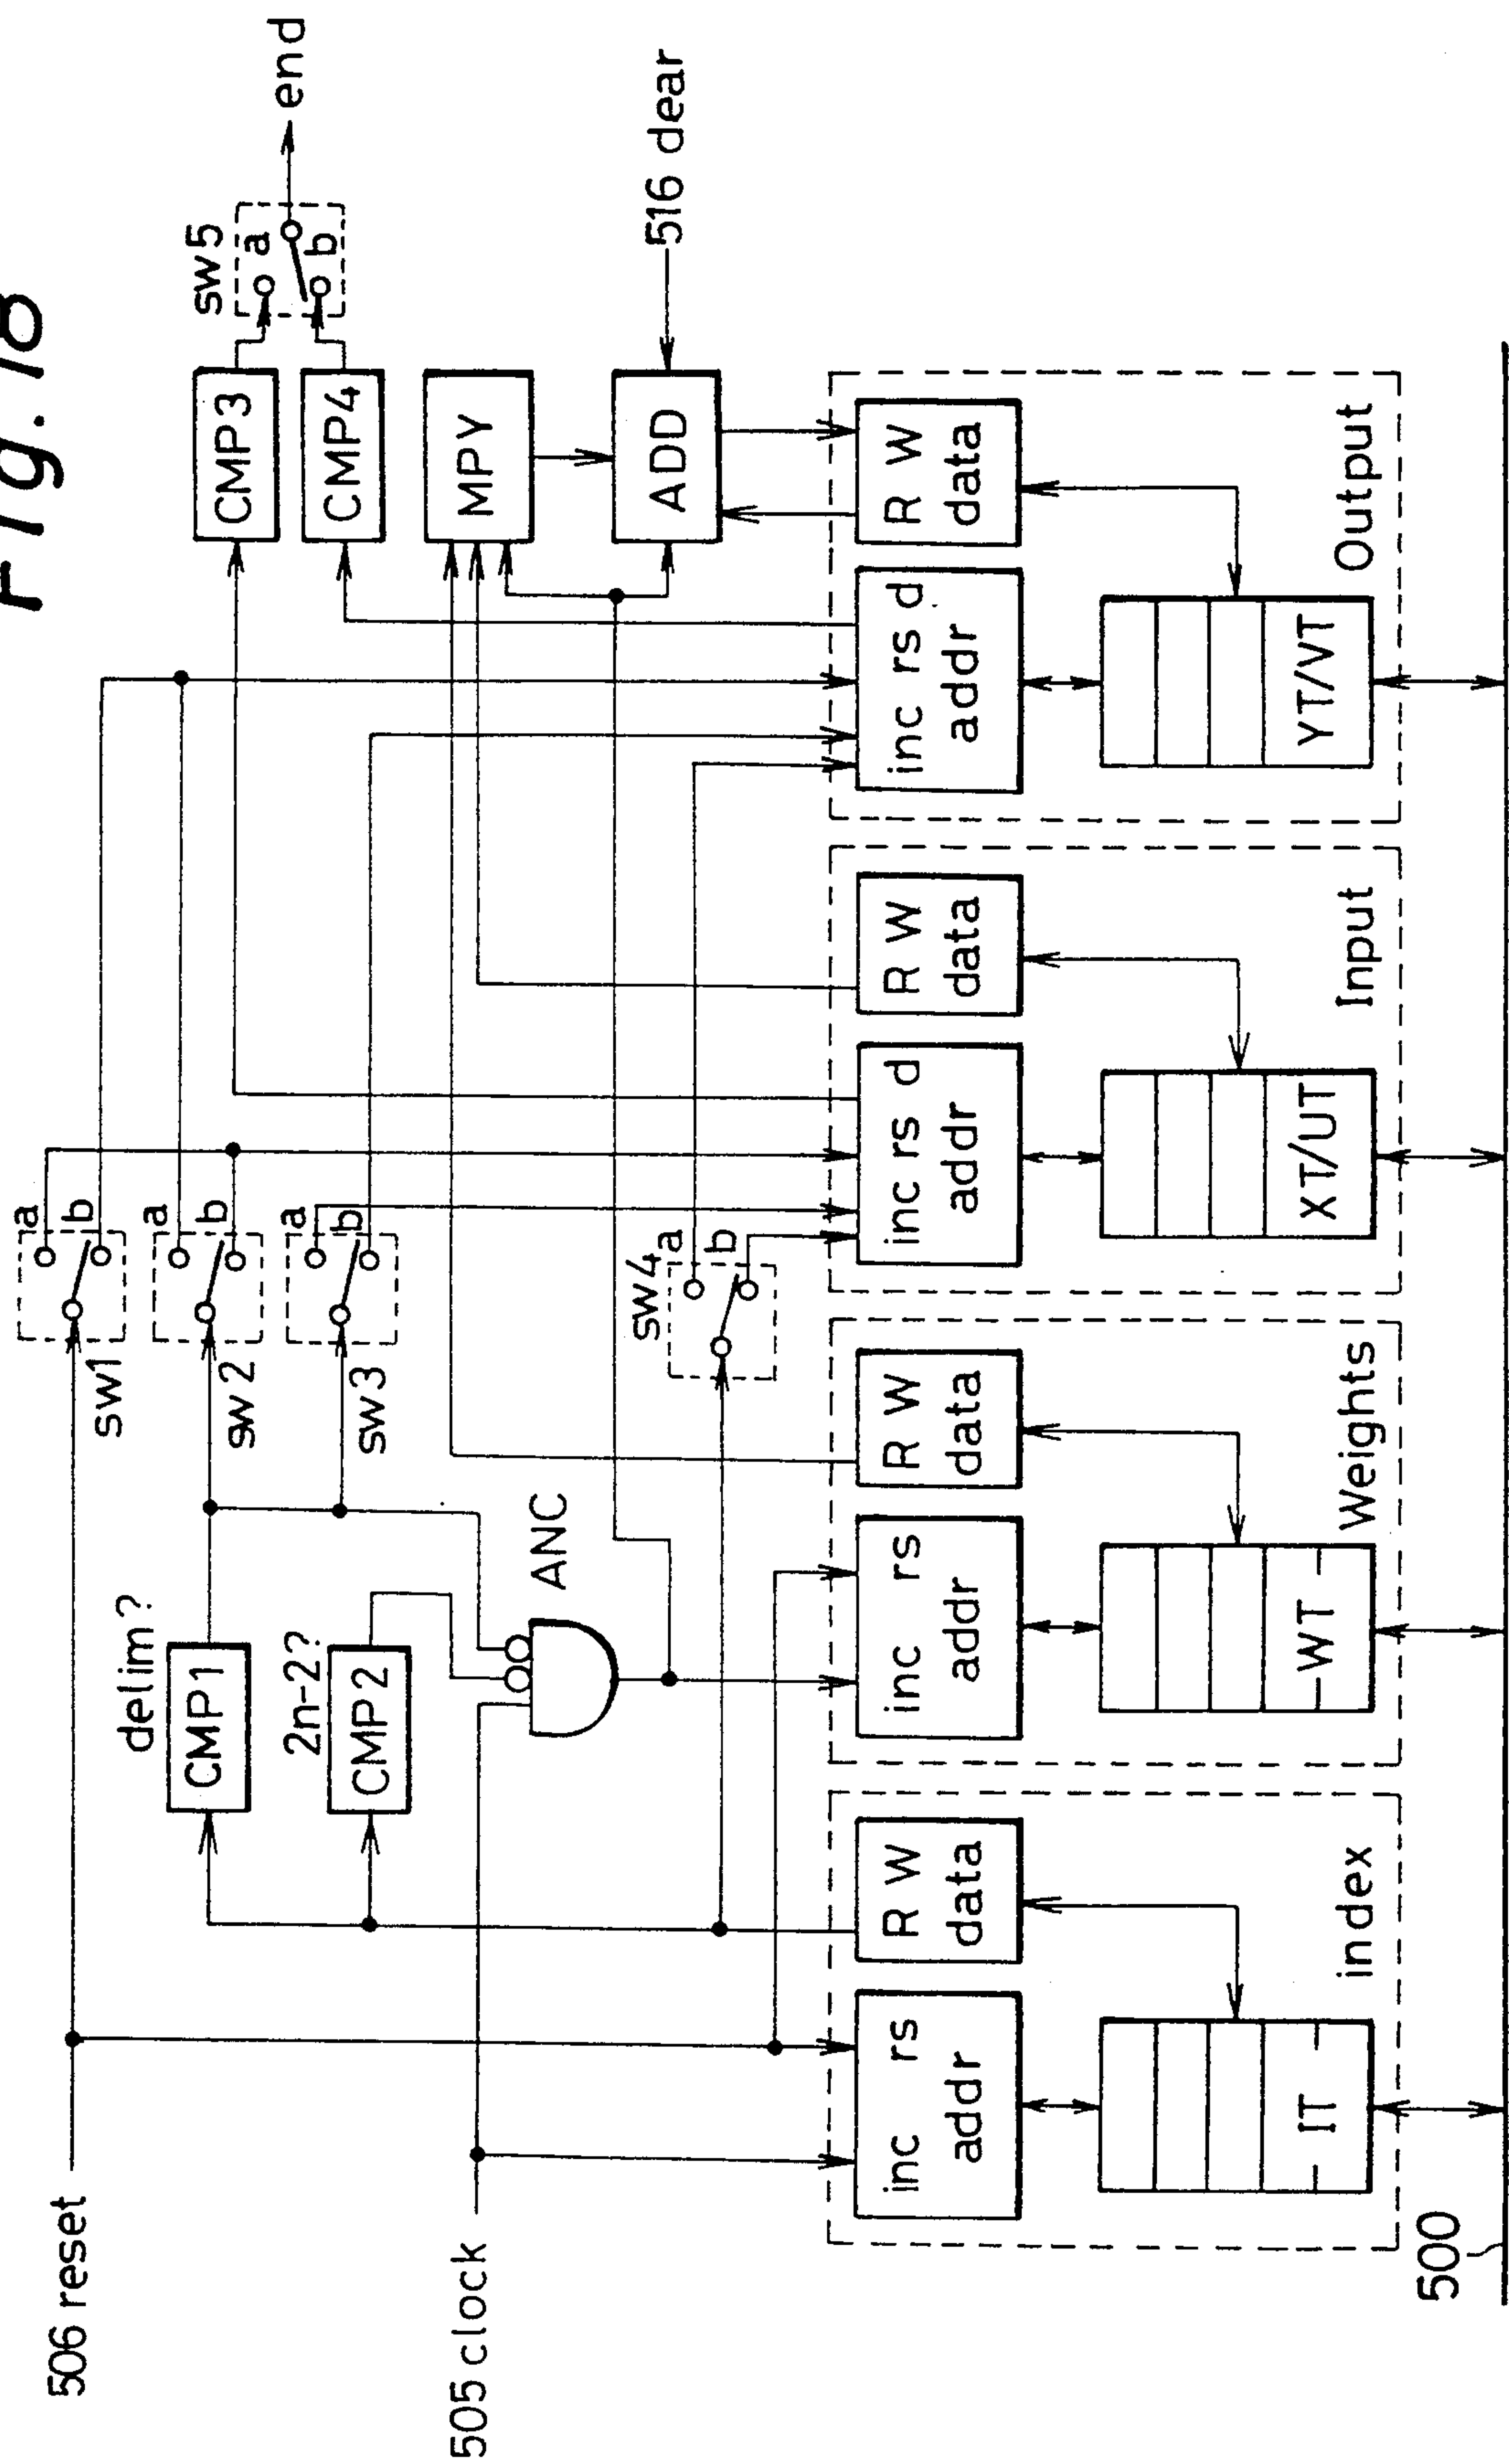 Fig. 18
506 reset
505 clock
delim?
CMP1
2n-2?
CMP2
ANC
sw1
a
b
sw2
a
b
sw3
a
b
sw4
a
b
sw5
a
b
end
CMP3
CMP4
MPY
ADD
516 dear
inc rs
addr
R W
data
IT
index
inc rs
addr
R W
data
WT
Weights
inc rs d
addr
R W
data
XT/UT
Input
inc rs d
addr
R W
data
YT/VT
Output
500